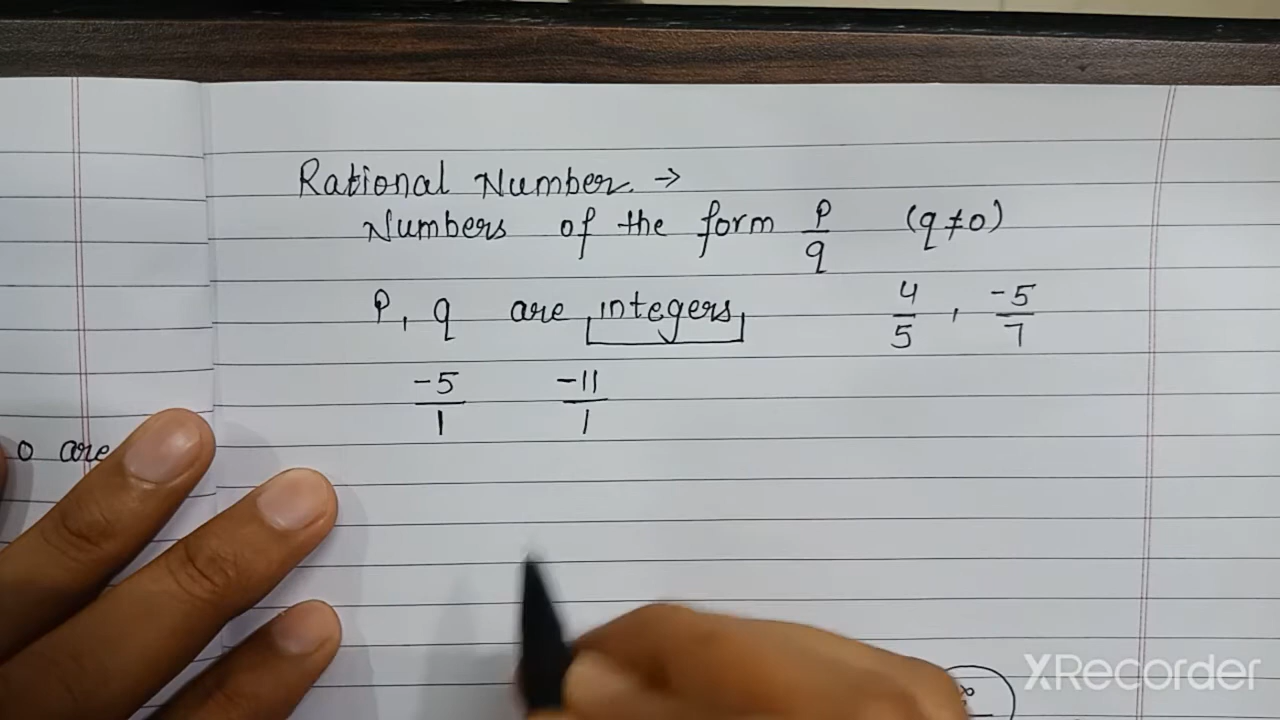 Rational Number →
Numbers of the form p/q (q≠0)
P, q are integers, 4/5, -5/7
-5/1 -11/1
0 are
XRecorder